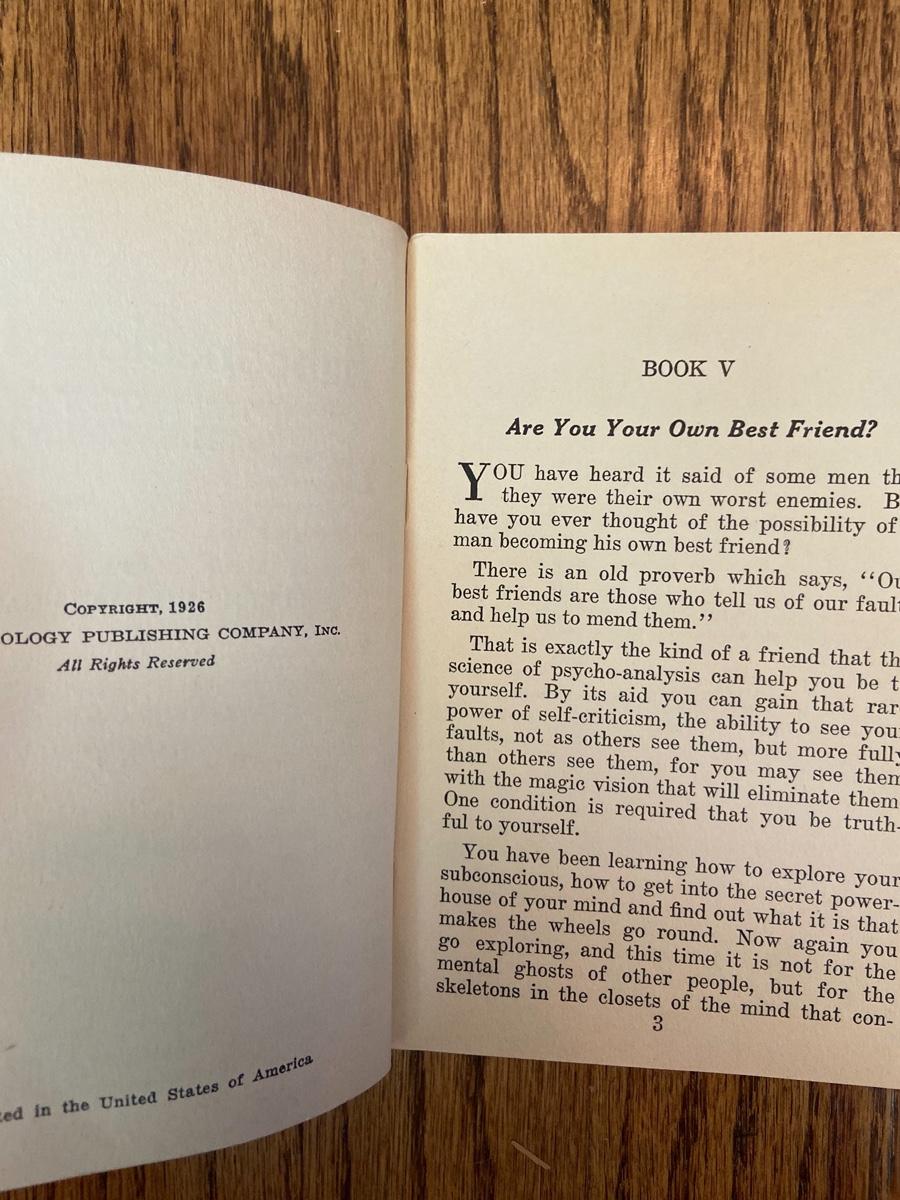 COPYRIGHT, 1926
OLOGY PUBLISHING COMPANY, INC.
All Rights Reserved
ed in the United States of America
BOOK V
Are You Your Own Best Friend?
YOU have heard it said of some men th
they were their own worst enemies. B
have you ever thought of the possibility of
man becoming his own best friend?
There is an old proverb which says, “Ou
best friends are those who tell us of our fault
and help us to mend them.”
That is exactly the kind of a friend that th
science of psycho-analysis can help you be t
yourself. By its aid you can gain that rar
power of self-criticism, the ability to see you
faults, not as others see them, but more fully
than others see them, for you may see them
with the magic vision that will eliminate them
One condition is required that you be truth-
ful to yourself.
You have been learning how to explore your
subconscious, how to get into the secret power-
house of your mind and find out what it is that
makes the wheels go round. Now again you
go exploring, and this time it is not for the
mental ghosts of other people, but for the
skeletons in the closets of the mind that con-
3